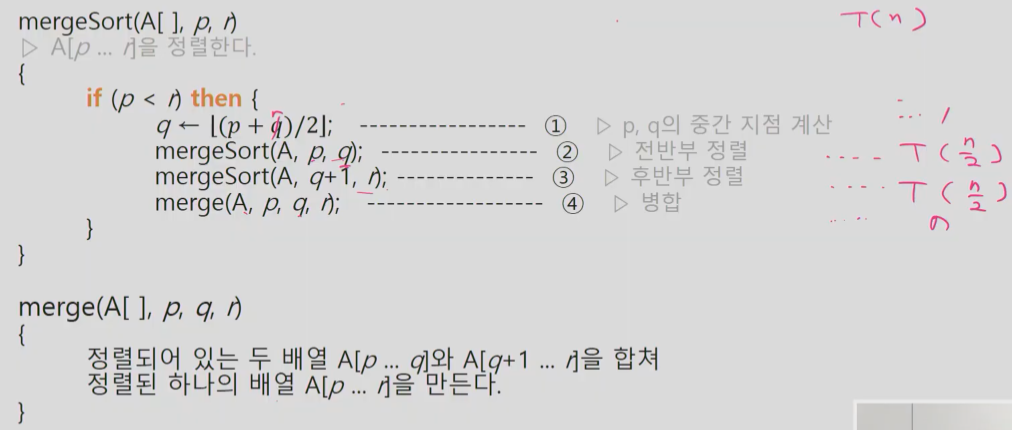 mergeSort(A[ ], p, r) T(n)
▷ A[p ... r]을 정렬한다.
{
if (p < r) then {
q ← ⌊(p + q)/2⌋; ---------------- ① ▷ p, q의 중간 지점 계산 ... 1
mergeSort(A, p, q); ---------------- ② ▷ 전반부 정렬 .... T(n/2)
mergeSort(A, q+1, r); ---------------- ③ ▷ 후반부 정렬 .... T(n/2)
merge(A, p, q, r); ---------------- ④ ▷ 병합 .... n
}
}
merge(A[ ], p, q, r)
{
정렬되어 있는 두 배열 A[p ... q]와 A[q+1 ... r]을 합쳐
정렬된 하나의 배열 A[p ... r]을 만든다.
}